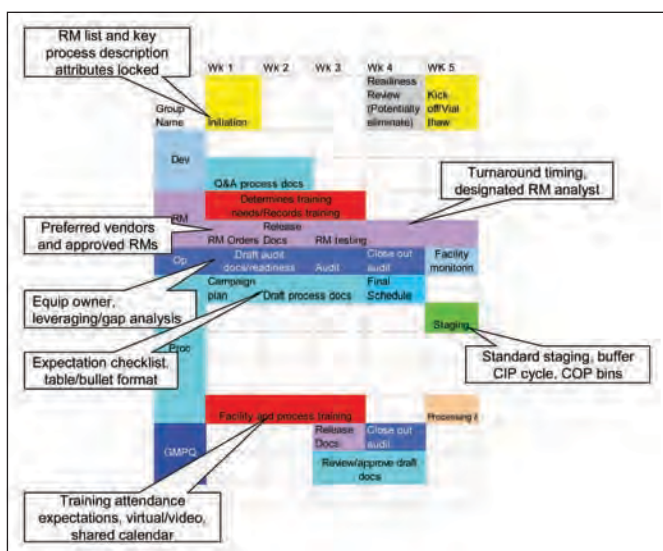 RM list and key
process description
attributes locked
Wk 1
Wk 2
Wk 3
Wk 4
WK 5
Group
Name
Initiation
Readiness
Review
(Potentially
eliminate)
Kick
off/Vial
thaw
Dev
Q&A process docs
Turnaround timing,
designated RM analyst
Determines training
needs/Records training
Preferred vendors
and approved RMs
RM
Release
RM Orders Docs
RM testing
Op
Draft audit
docs/readiness
Audit
Close out
audit
Facility
monitorin
Equip owner,
leveraging/gap analysis
Campaign
plan
Draft process docs
Final
Schedule
Staging
Expectation checklist,
table/bullet format
Proc
Standard staging, buffer
CIP cycle, COP bins
Facility and process training
Processing
GMPQ
Release
Docs
Close out
audit
Review/approve draft
docs
Training attendance
expectations, virtual/video,
shared calendar